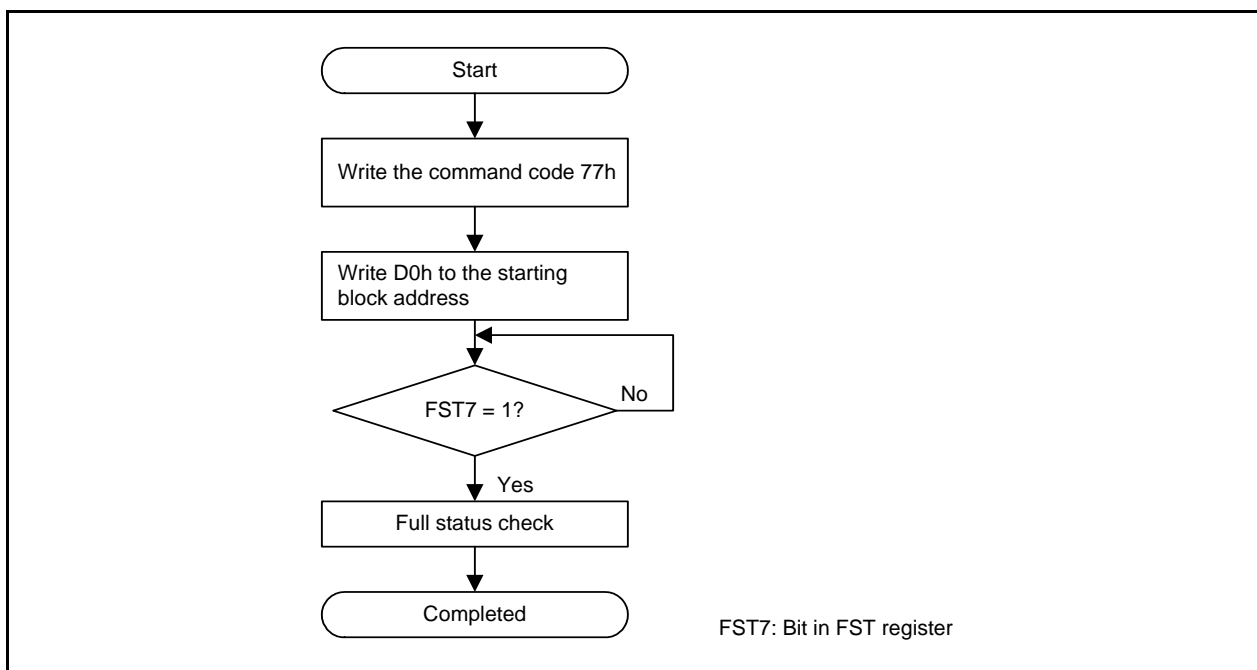 Start
Write the command code 77h
Write D0h to the starting
block address
FST7 = 1?
No
Yes
Full status check
Completed
FST7: Bit in FST register